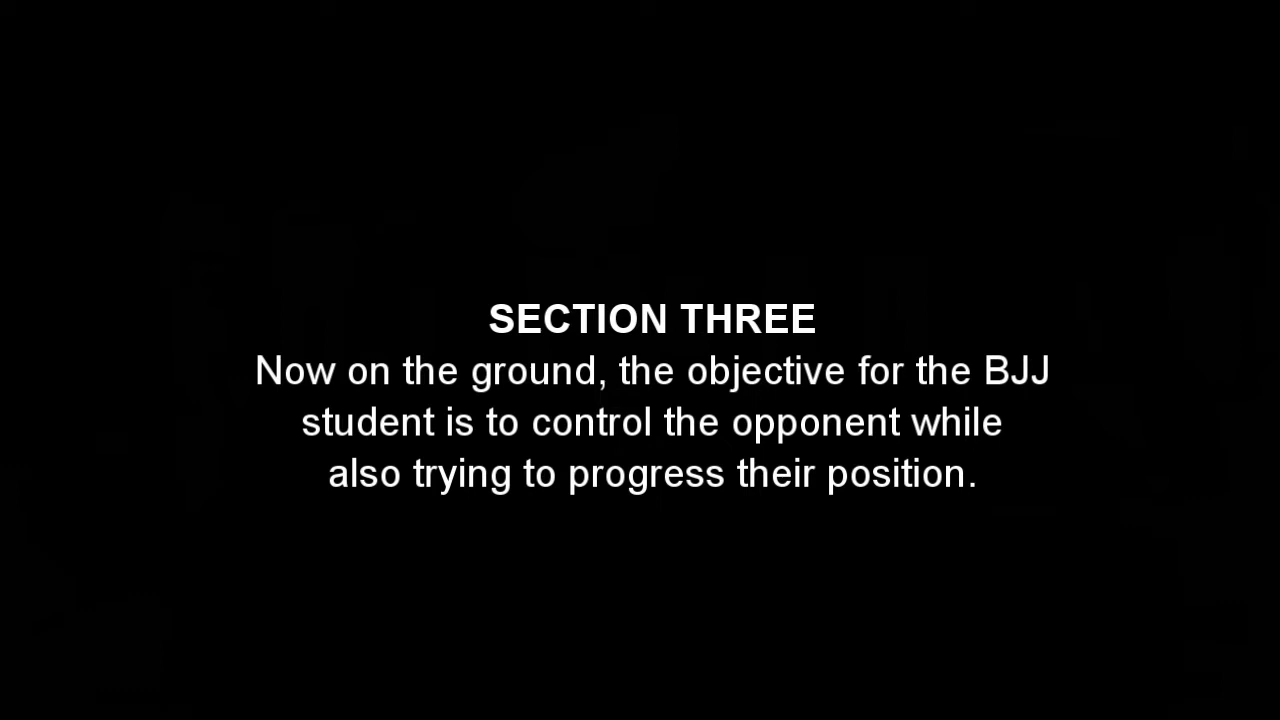 SECTION THREE
Now on the ground, the objective for the BJJ
student is to control the opponent while
also trying to progress their position.